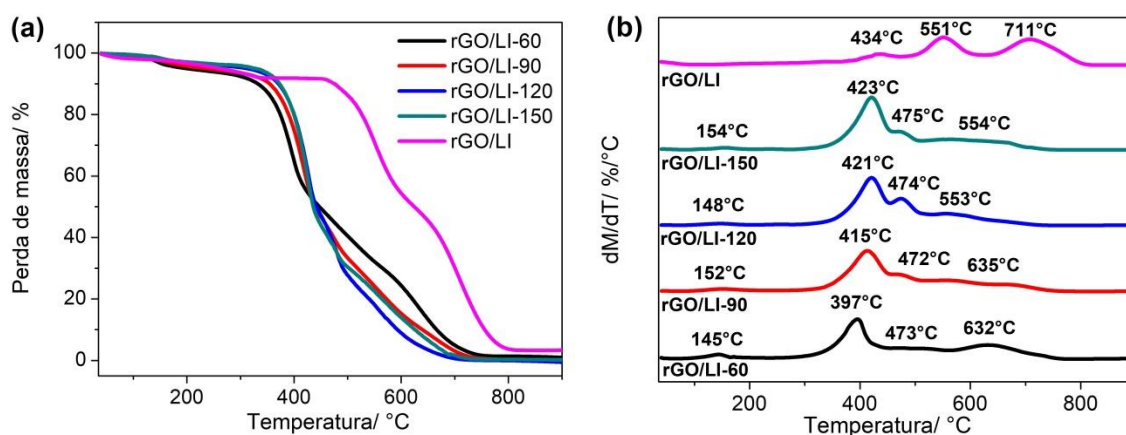 (a)
100
80
60
40
20
0
Perda de massa/ %
rGO/LI-60
rGO/LI-90
rGO/LI-120
rGO/LI-150
rGO/LI
200 400 600 800
Temperatura/ °C
(b)
dM/dT/ %/°C
434°C 551°C 711°C
rGO/LI
154°C 423°C 475°C 554°C
rGO/LI-150
148°C 421°C 474°C 553°C
rGO/LI-120
152°C 415°C 472°C 635°C
rGO/LI-90
145°C 397°C 473°C 632°C
rGO/LI-60
200 400 600 800
Temperatura/ °C